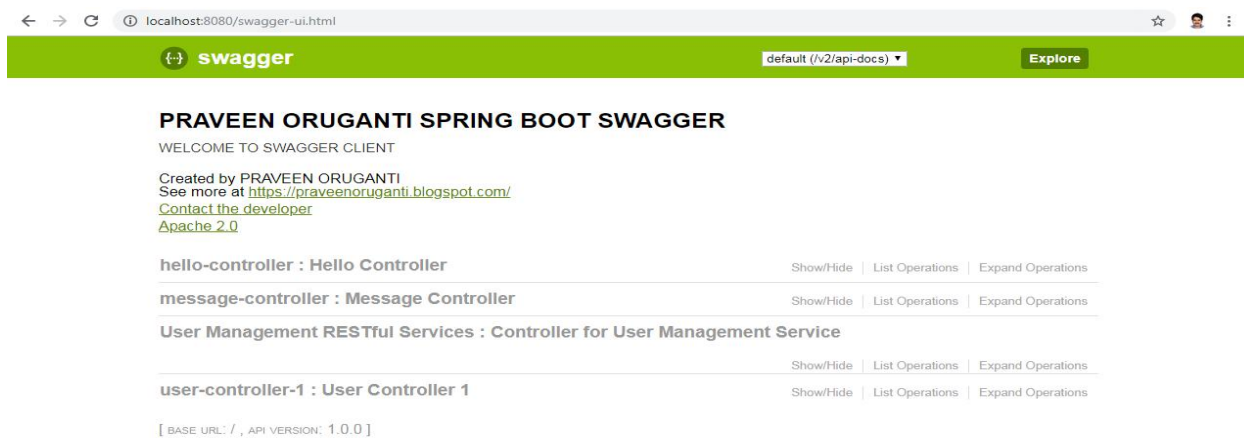 localhost:8080/swagger-ui.html
{··} swagger
default (/v2/api-docs)
Explore
PRAVEEN ORUGANTI SPRING BOOT SWAGGER
WELCOME TO SWAGGER CLIENT
Created by PRAVEEN ORUGANTI
See more at https://praveenoruganti.blogspot.com/
Contact the developer
Apache 2.0
hello-controller : Hello Controller
Show/Hide | List Operations | Expand Operations
message-controller : Message Controller
Show/Hide | List Operations | Expand Operations
User Management RESTful Services : Controller for User Management Service
Show/Hide | List Operations | Expand Operations
user-controller-1 : User Controller 1
Show/Hide | List Operations | Expand Operations
[ BASE URL: / , API VERSION: 1.0.0 ]